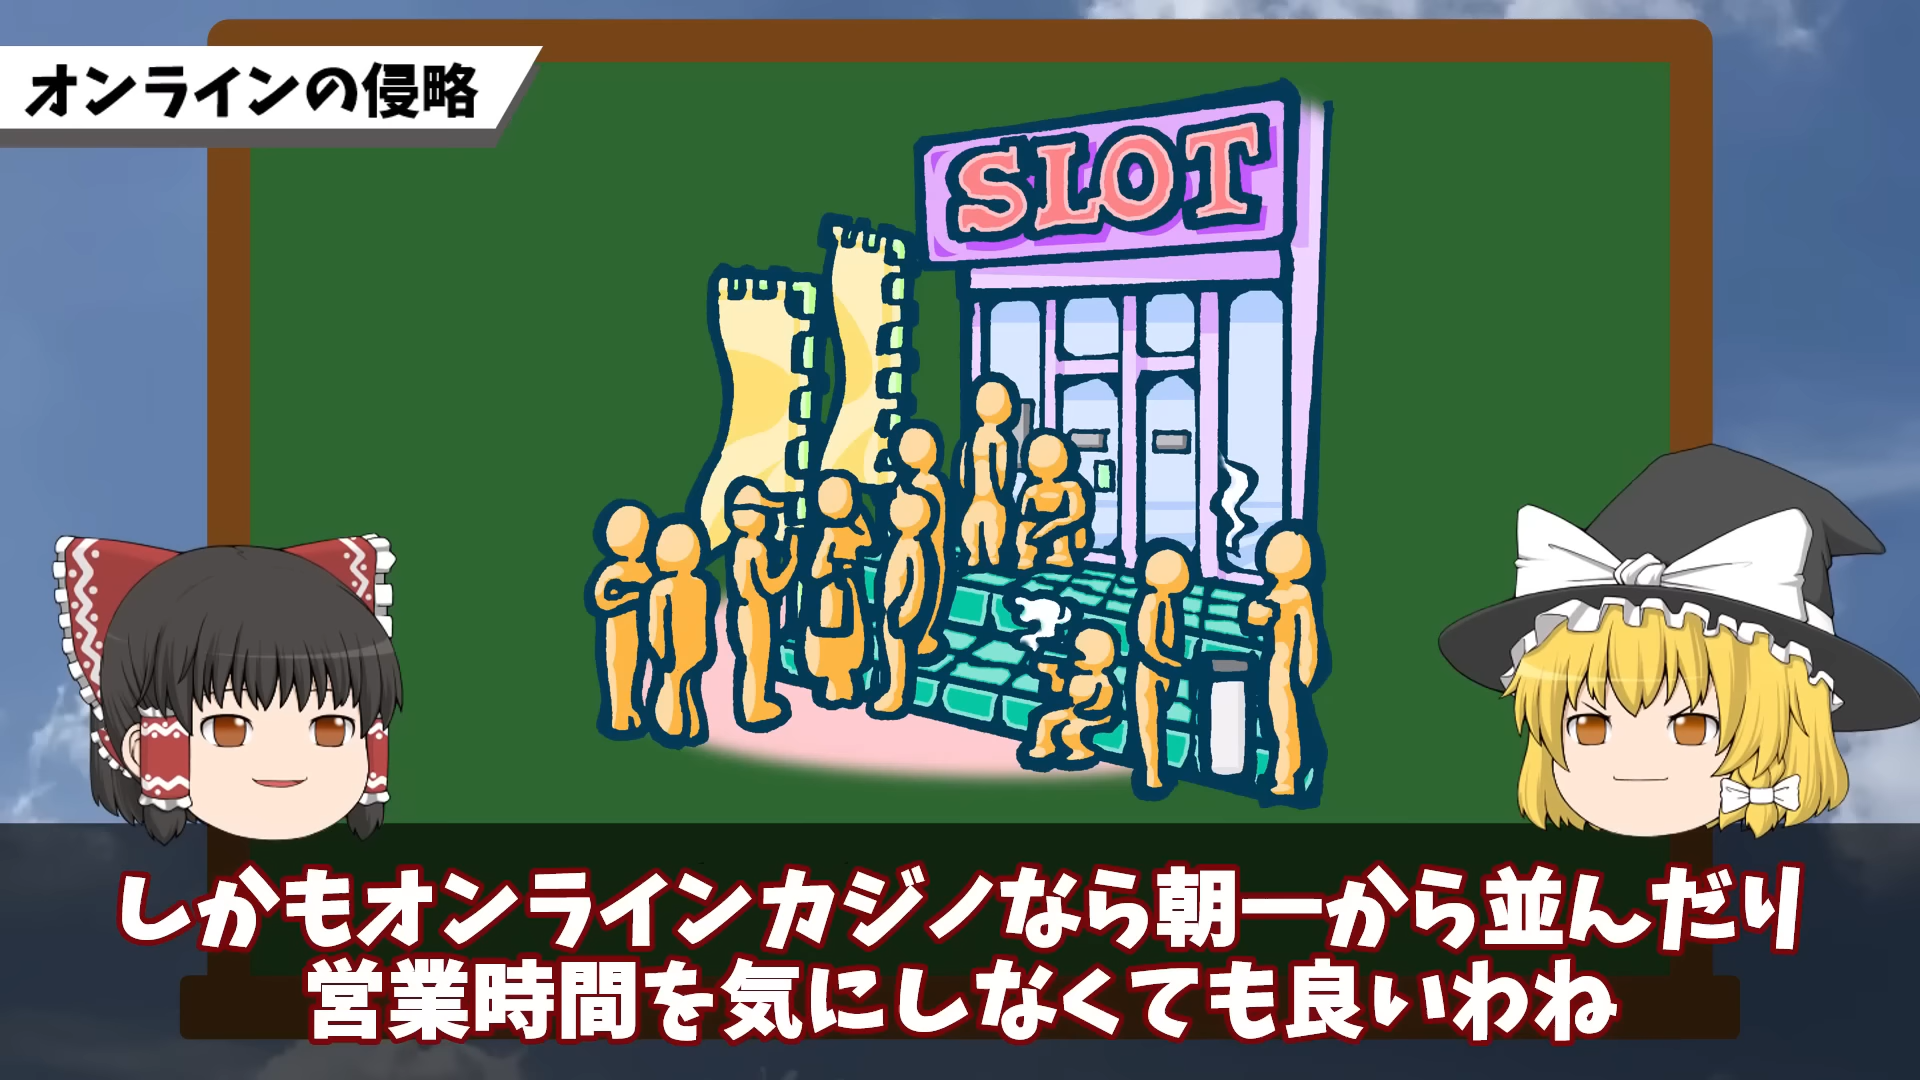 オンラインの侵略
SLOT
しかもオンラインカジノなら朝一から並んだり
営業時間を気にしなくても良いわね